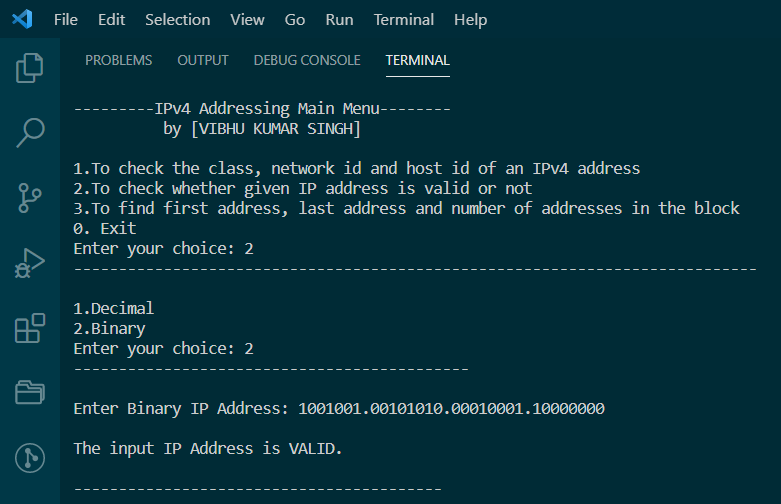 File Edit Selection View Go Run Terminal Help
PROBLEMS OUTPUT DEBUG CONSOLE TERMINAL
---------IPv4 Addressing Main Menu--------
by [VIBHU KUMAR SINGH]
1.To check the class, network id and host id of an IPv4 address
2.To check whether given IP address is valid or not
3.To find first address, last address and number of addresses in the block
0. Exit
Enter your choice: 2
----------------------------------------------------------------------------
1.Decimal
2.Binary
Enter your choice: 2
--------------------------------------------
Enter Binary IP Address: 1001001.00101010.00010001.10000000
The input IP Address is VALID.
-----------------------------------------